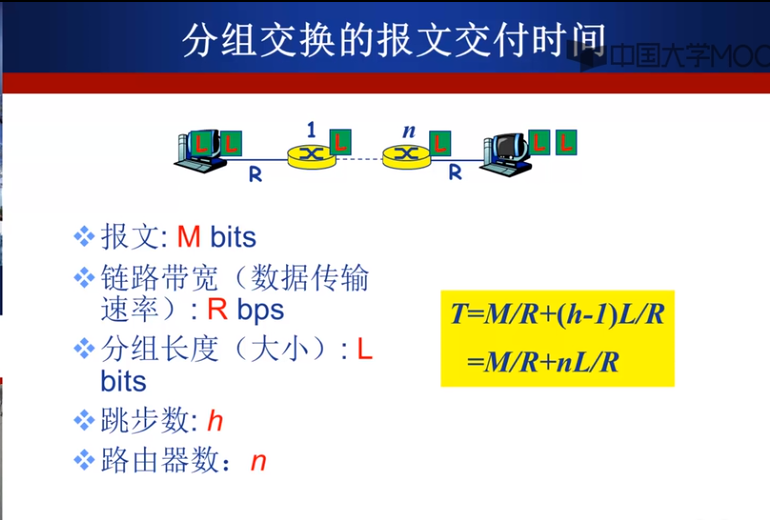 分组交换的报文交付时间
中国大学MOO
L L 1 L n L L L
R R
❖报文: M bits
❖链路带宽（数据传输
速率）: R bps
❖分组长度（大小）: L
bits
❖跳步数: h
❖路由器数：n
T=M/R+(h-1)L/R
=M/R+nL/R